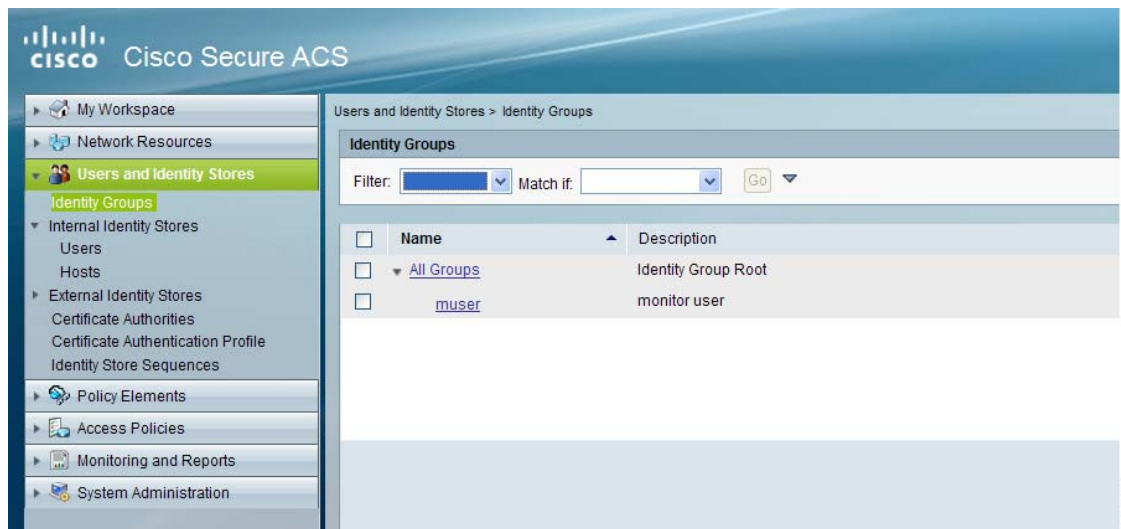 CISCO Cisco Secure ACS
My Workspace
Network Resources
Users and Identity Stores
Identity Groups
Internal Identity Stores
Users
Hosts
External Identity Stores
Certificate Authorities
Certificate Authentication Profile
Identity Store Sequences
Policy Elements
Access Policies
Monitoring and Reports
System Administration
Users and Identity Stores > Identity Groups
Identity Groups
Filter: Match if: Go
Name Description
All Groups Identity Group Root
muser monitor user